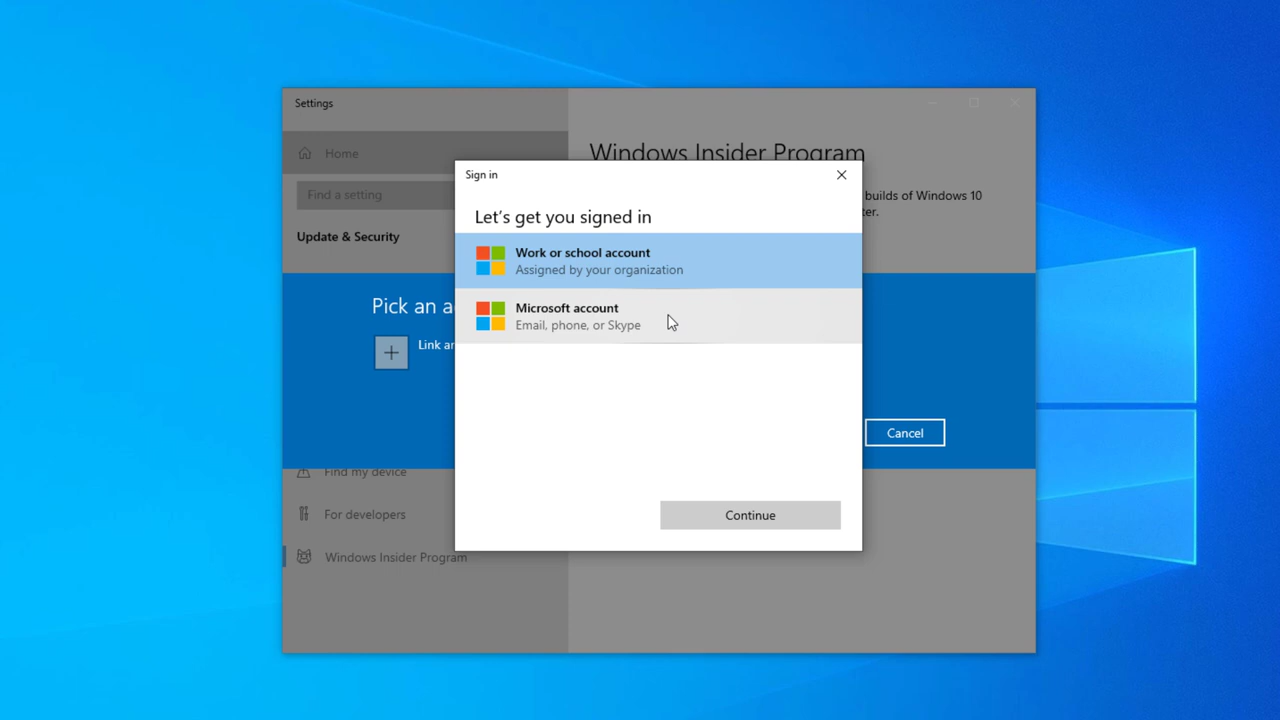 Settings
Home
Find a setting
Update & Security
Windows Insider Program
builds of Windows 10
ter.
Sign in
Let's get you signed in
Work or school account
Assigned by your organization
Microsoft account
Email, phone, or Skype
Continue
Pick an a
Link an
Cancel
Find my device
For developers
Windows Insider Program